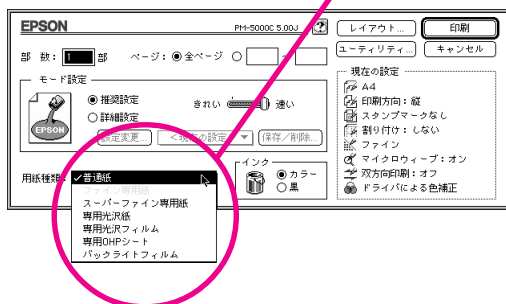 EPSON
PM-5000C 5.00J
?
レイアウト...
印刷
部 数: 1 部
ページ: 全ページ
~
ユーティリティ...
キャンセル
モード設定
推奨設定
詳細設定
きれい
速い
設定変更...
<現在の設定>
保存/削除...
EPSON
用紙種類:
✓普通紙
ファイン専用紙
スーパーファイン専用紙
専用光沢紙
専用光沢フィルム
専用OHPシート
バックライトフィルム
インク
カラー
黒
現在の設定
A4
印刷方向:縦
スタンプマークなし
割り付け:しない
ファイン
マイクロウィーブ:オン
双方向印刷:オフ
ドライバによる色補正